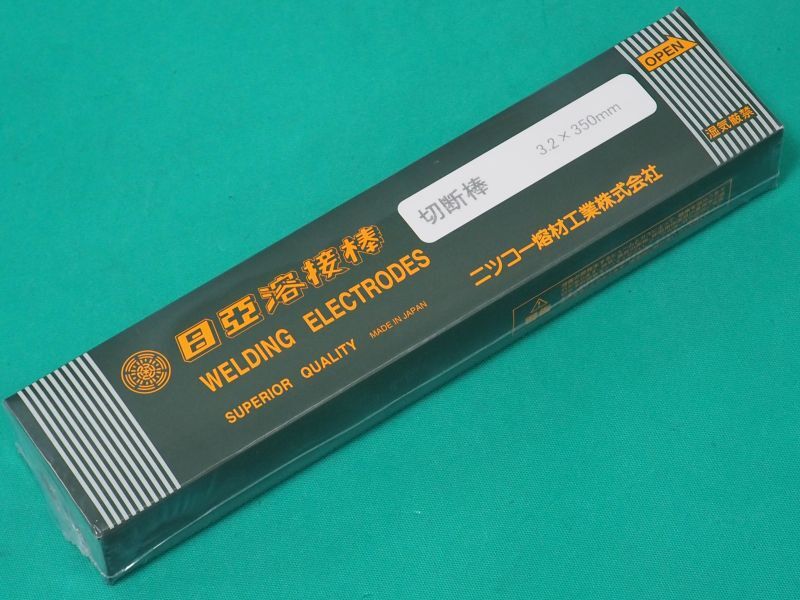 OPEN
湿気厳禁
切断棒 3.2×350mm
日亞溶接棒
WELDING ELECTRODES
SUPERIOR QUALITY MADE IN JAPAN
ニツコー熔材工業株式会社